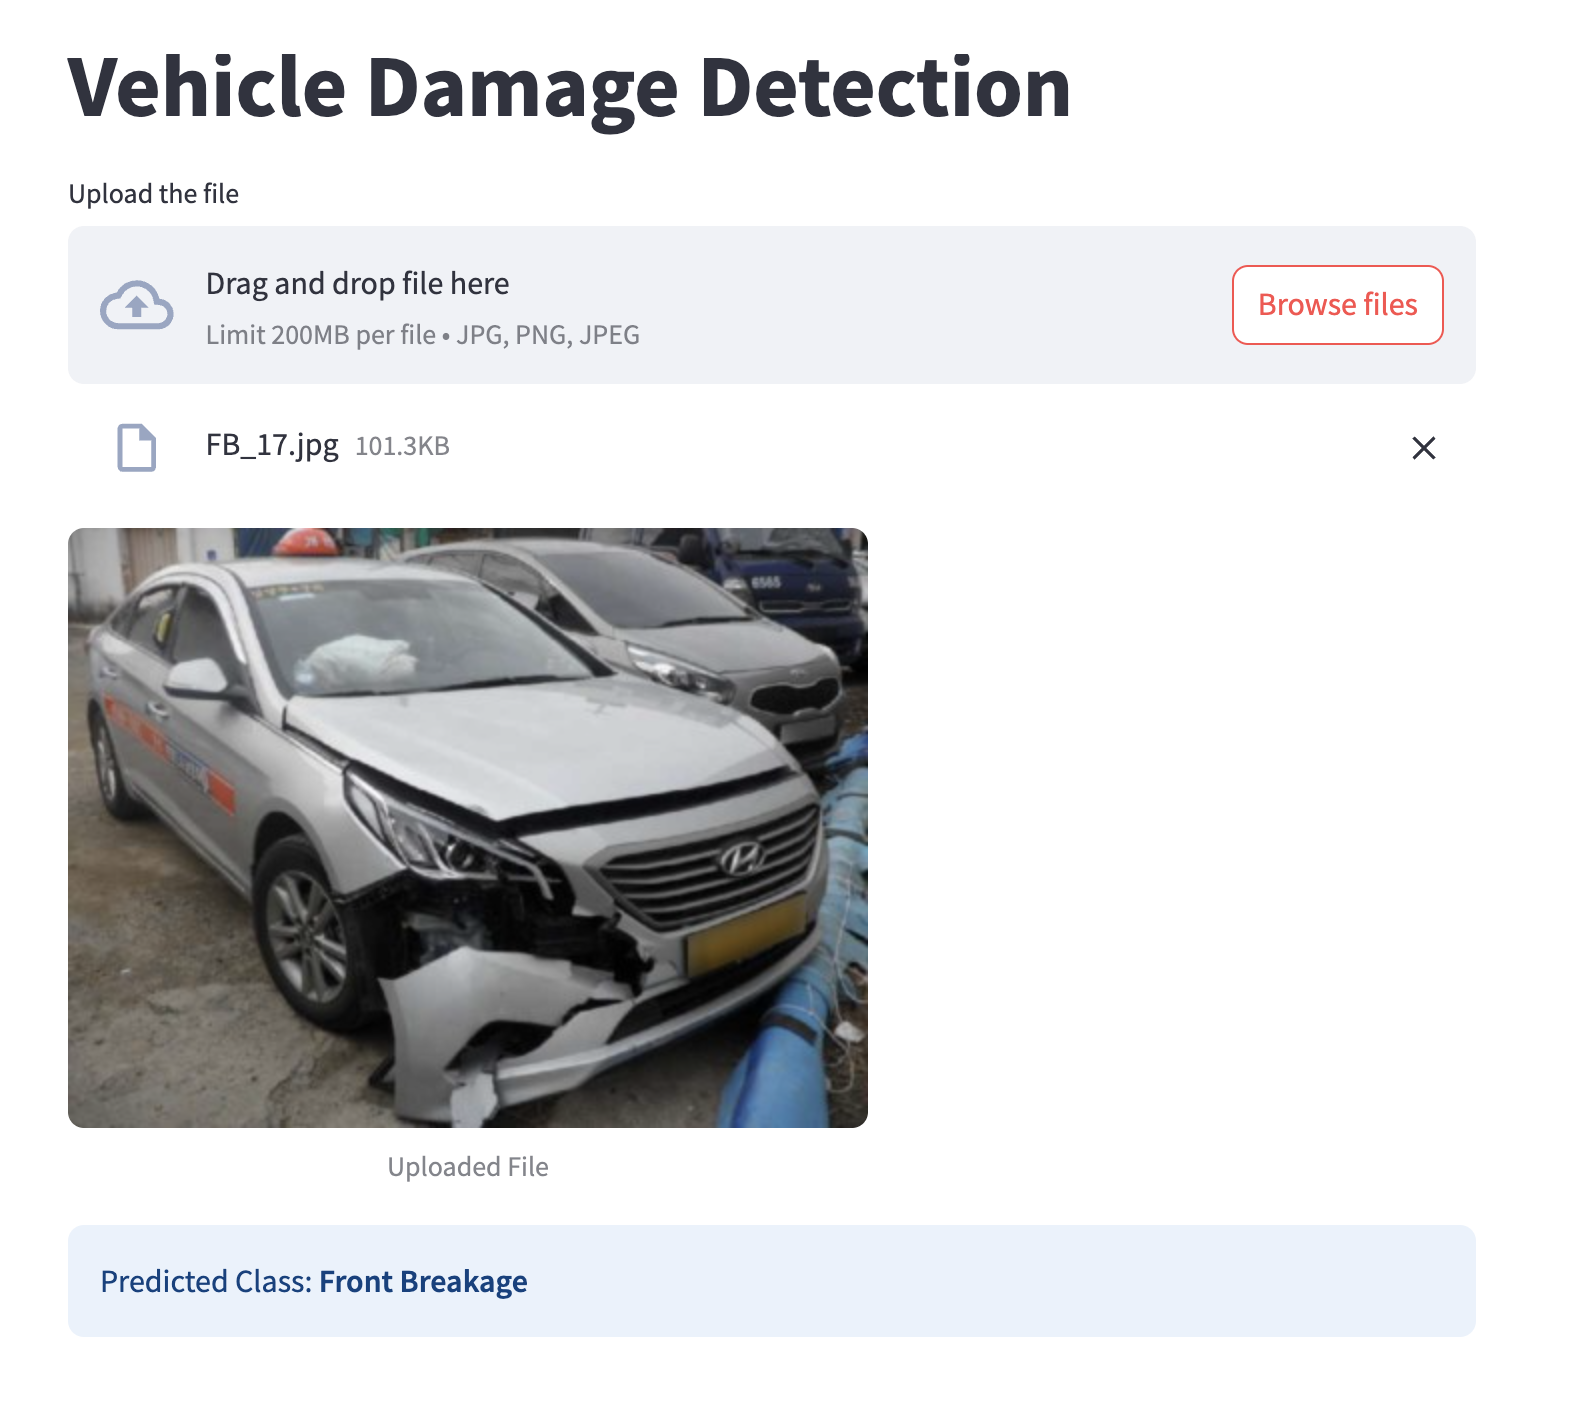 Vehicle Damage Detection
Upload the file
Drag and drop file here
Limit 200MB per file • JPG, PNG, JPEG
Browse files
FB_17.jpg 101.3KB
6565
Uploaded File
Predicted Class: Front Breakage